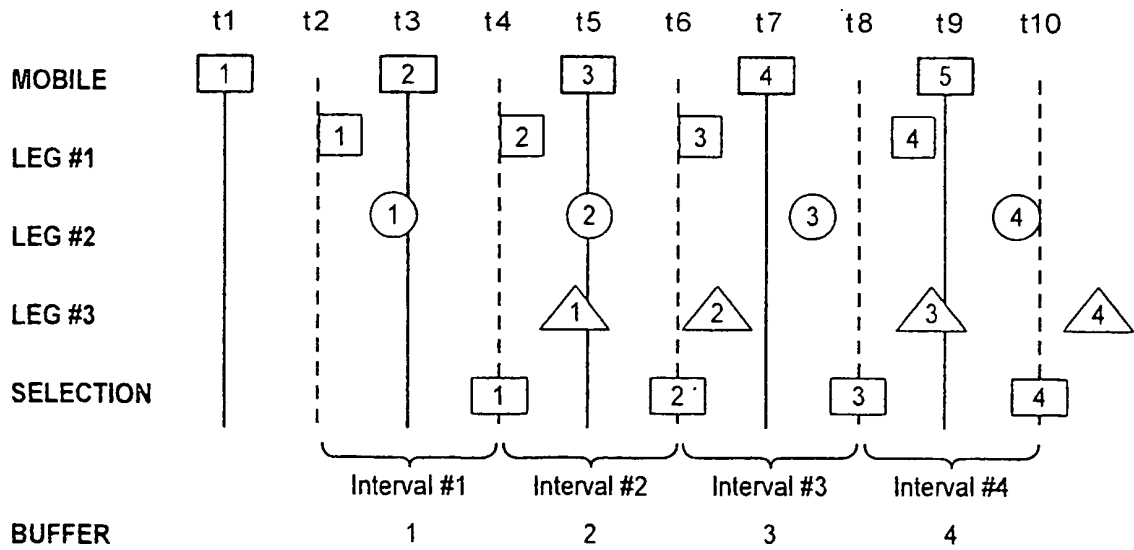 t1 t2 t3 t4 t5 t6 t7 t8 t9 t10
MOBILE 1 2 3 4 5
LEG #1 1 2 3 4
LEG #2 1 2 3 4
LEG #3 1 2 3 4
SELECTION 1 2 3 4
Interval #1 Interval #2 Interval #3 Interval #4
BUFFER 1 2 3 4